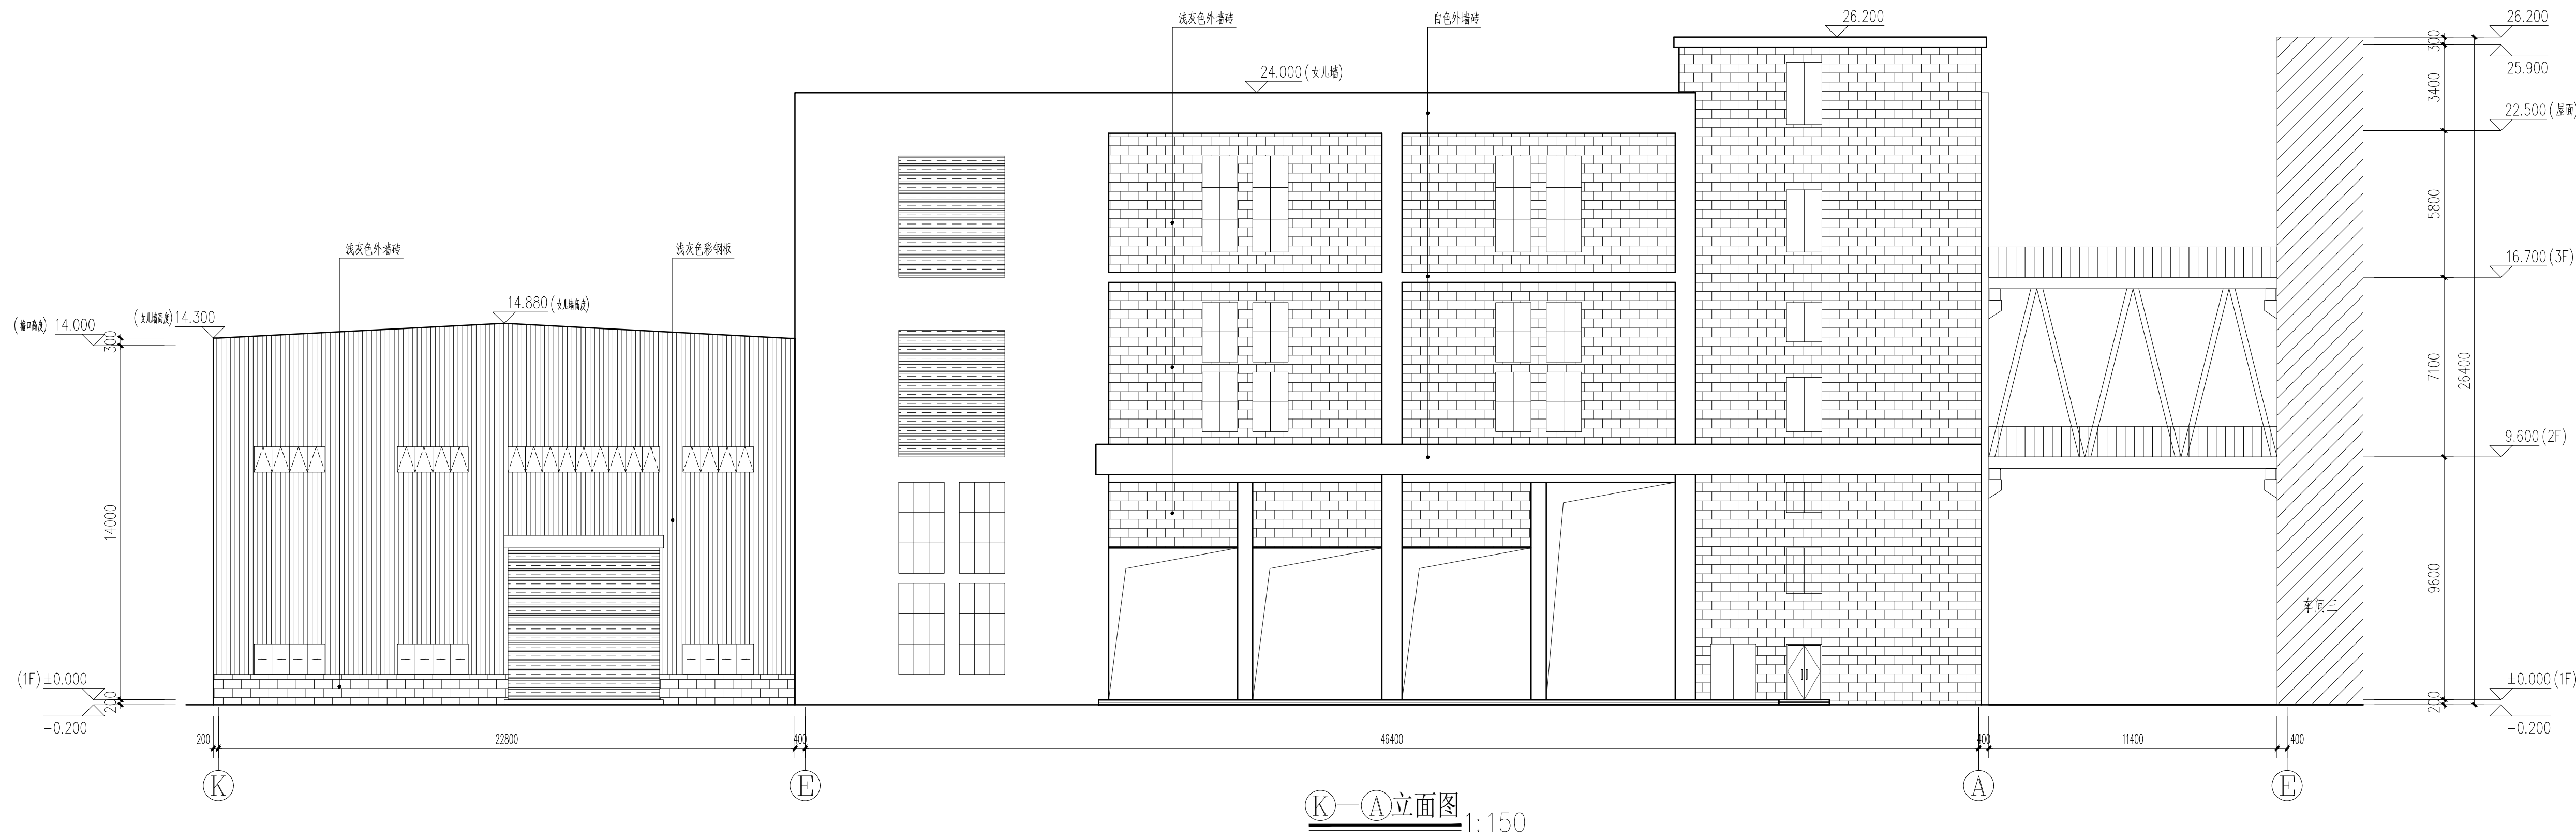 浅灰色外墙砖
白色外墙砖
26.200
26.200
300
25.900
24.000(女儿墙)
3400
22.500(屋面)
5800
浅灰色外墙砖
浅灰色彩钢板
16.700(3F)
14.880(女儿墙高度)
(檐口高度) 14.000
(女儿墙高度)14.300
300
7100
26400
9.600(2F)
14000
9600
车间三
(1F)±0.000
±0.000(1F)
200
200
-0.200
-0.200
200
22800
400
46400
400
11400
400
K
E
A
E
K—A立面图 1:150